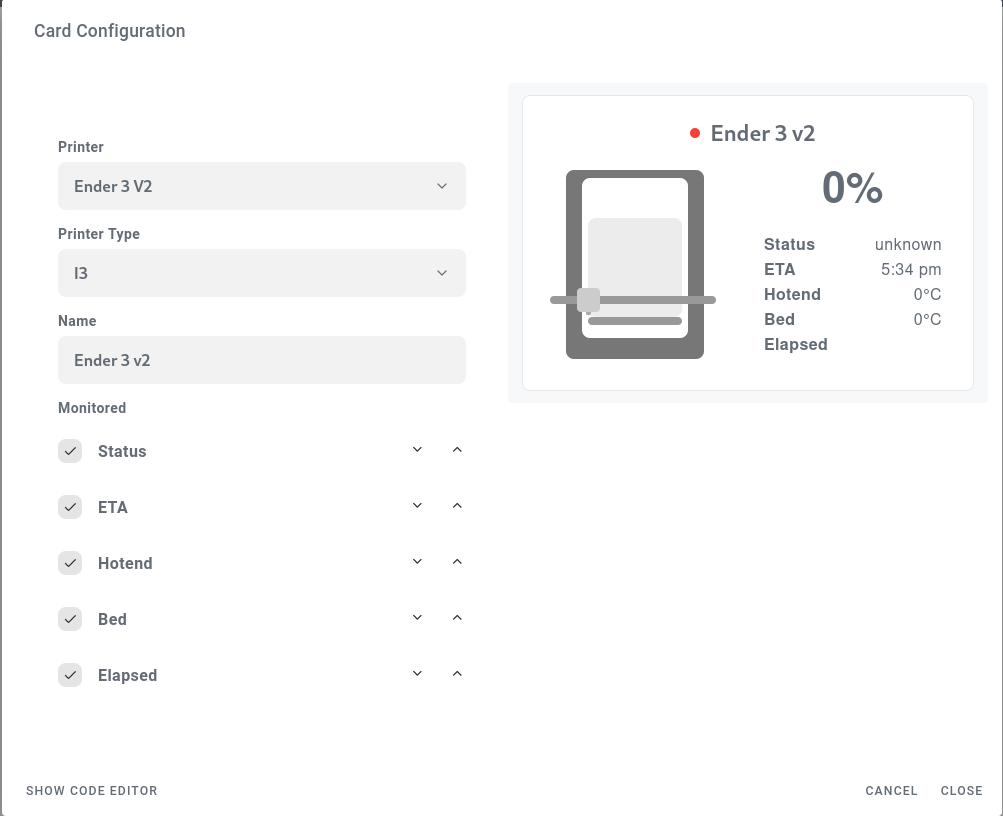 Card Configuration
Printer
Ender 3 V2
Printer Type
I3
Name
Ender 3 v2
Monitored
Status
ETA
Hotend
Bed
Elapsed
Ender 3 v2
0%
Status unknown
ETA 5:34 pm
Hotend 0°C
Bed 0°C
Elapsed
SHOW CODE EDITOR
CANCEL CLOSE